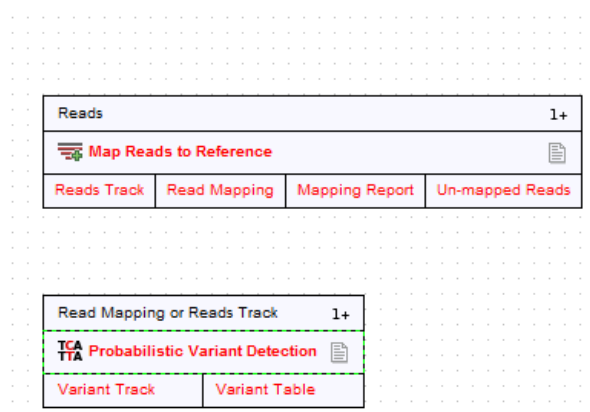 Reads 1+
Map Reads to Reference
Reads Track Read Mapping Mapping Report Un-mapped Reads
Read Mapping or Reads Track 1+
TCA
TTA Probabilistic Variant Detection
Variant Track Variant Table